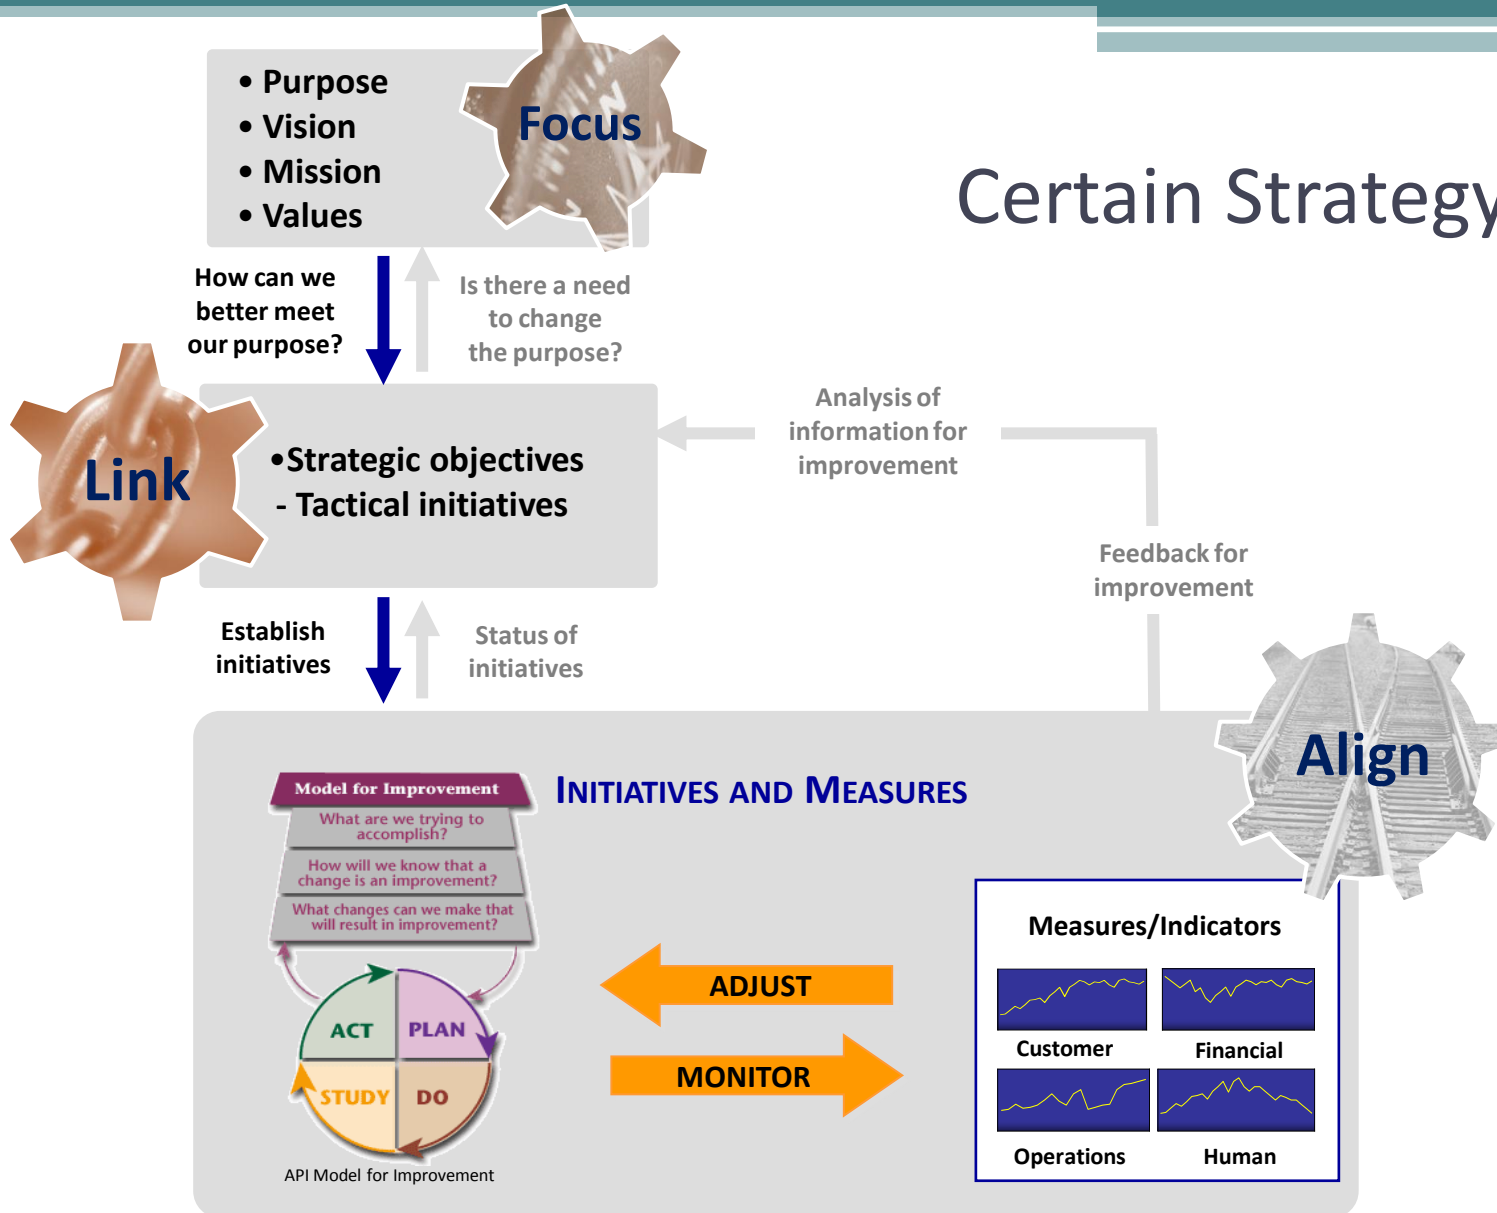 • Purpose
• Vision
• Mission
• Values
Focus
Certain Strategy
How can we
better meet
our purpose?
Is there a need
to change
the purpose?
Link
•Strategic objectives
- Tactical initiatives
Analysis of
information for
improvement
Feedback for
improvement
Establish
initiatives
Status of
initiatives
Align
INITIATIVES AND MEASURES
Model for Improvement
What are we trying to
accomplish?
How will we know that a
change is an improvement?
What changes can we make that
will result in improvement?
ACT
PLAN
STUDY
DO
API Model for Improvement
ADJUST
MONITOR
Measures/Indicators
Customer
Financial
Operations
Human